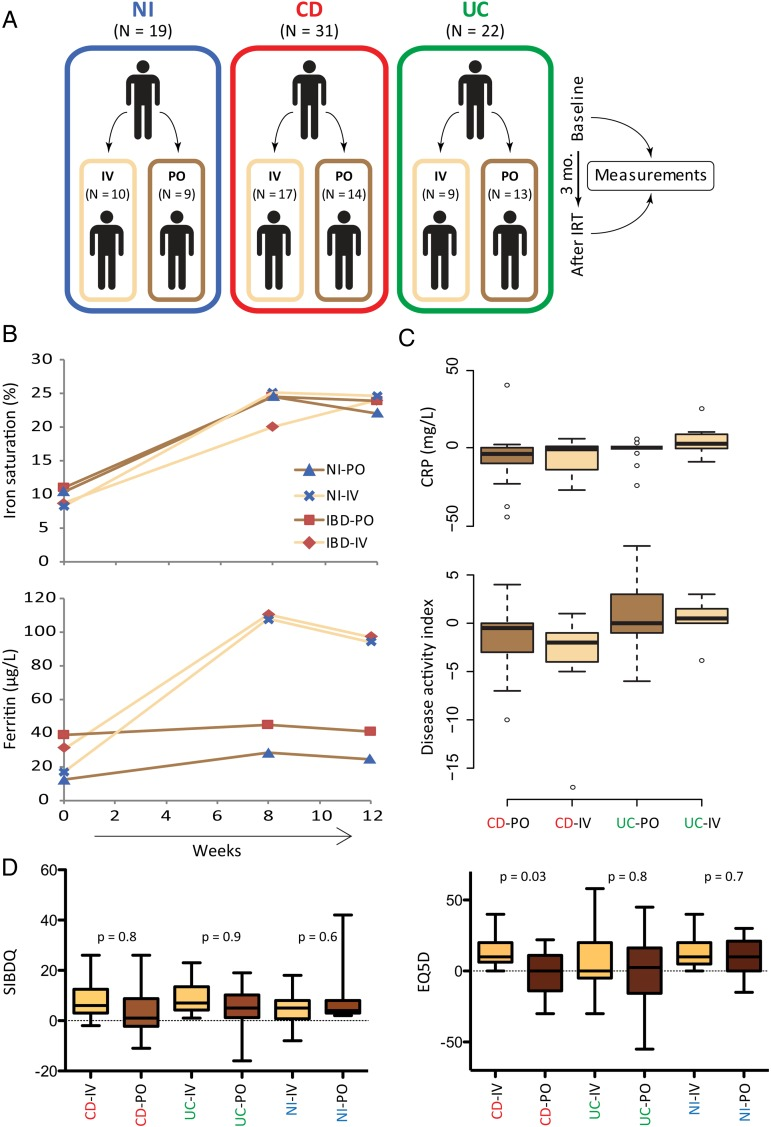 A
NI
(N = 19)
CD
(N = 31)
UC
(N = 22)
IV
(N = 10)
PO
(N = 9)
IV
(N = 17)
PO
(N = 14)
IV
(N = 9)
PO
(N = 13)
Baseline
3 mo.
After IRT
Measurements
B
Iron saturation (%)
30
25
20
15
10
5
0
NI-PO
NI-IV
IBD-PO
IBD-IV
Ferritin (µg/L)
120
100
80
60
40
20
0
0 2 4 6 8 10 12
Weeks
C
CRP (mg/L)
50
0
−50
Disease activity index
5
0
−5
−10
−15
CD-PO CD-IV UC-PO UC-IV
D
SIBDQ
60
40
20
0
-20
p = 0.8 p = 0.9 p = 0.6
CD-IV CD-PO UC-IV UC-PO NI-IV NI-PO
EQ5D
50
0
-50
p = 0.03 p = 0.8 p = 0.7
CD-IV CD-PO UC-IV UC-PO NI-IV NI-PO